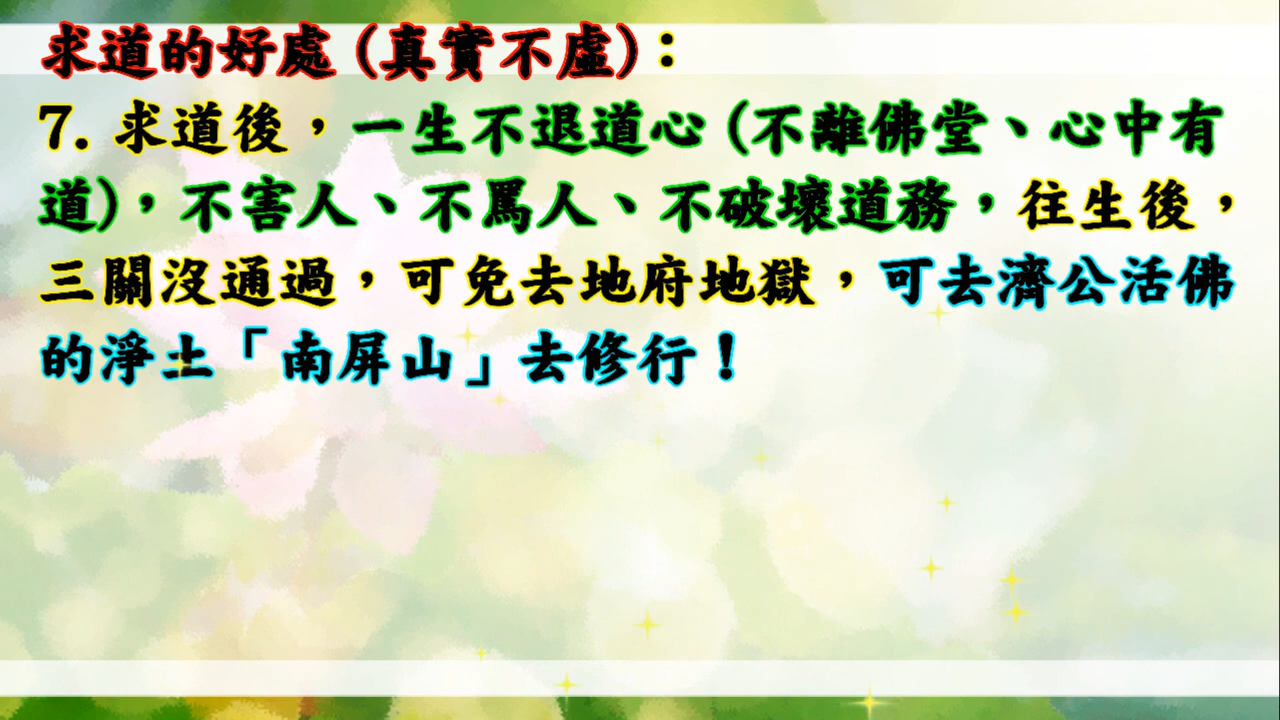 求道的好處(真實不虛)：
7. 求道後，一生不退道心(不離佛堂、心中有
道)，不害人、不罵人、不破壞道務，往生後，
三關沒通過，可免去地府地獄，可去濟公活佛
的淨土「南屏山」去修行！